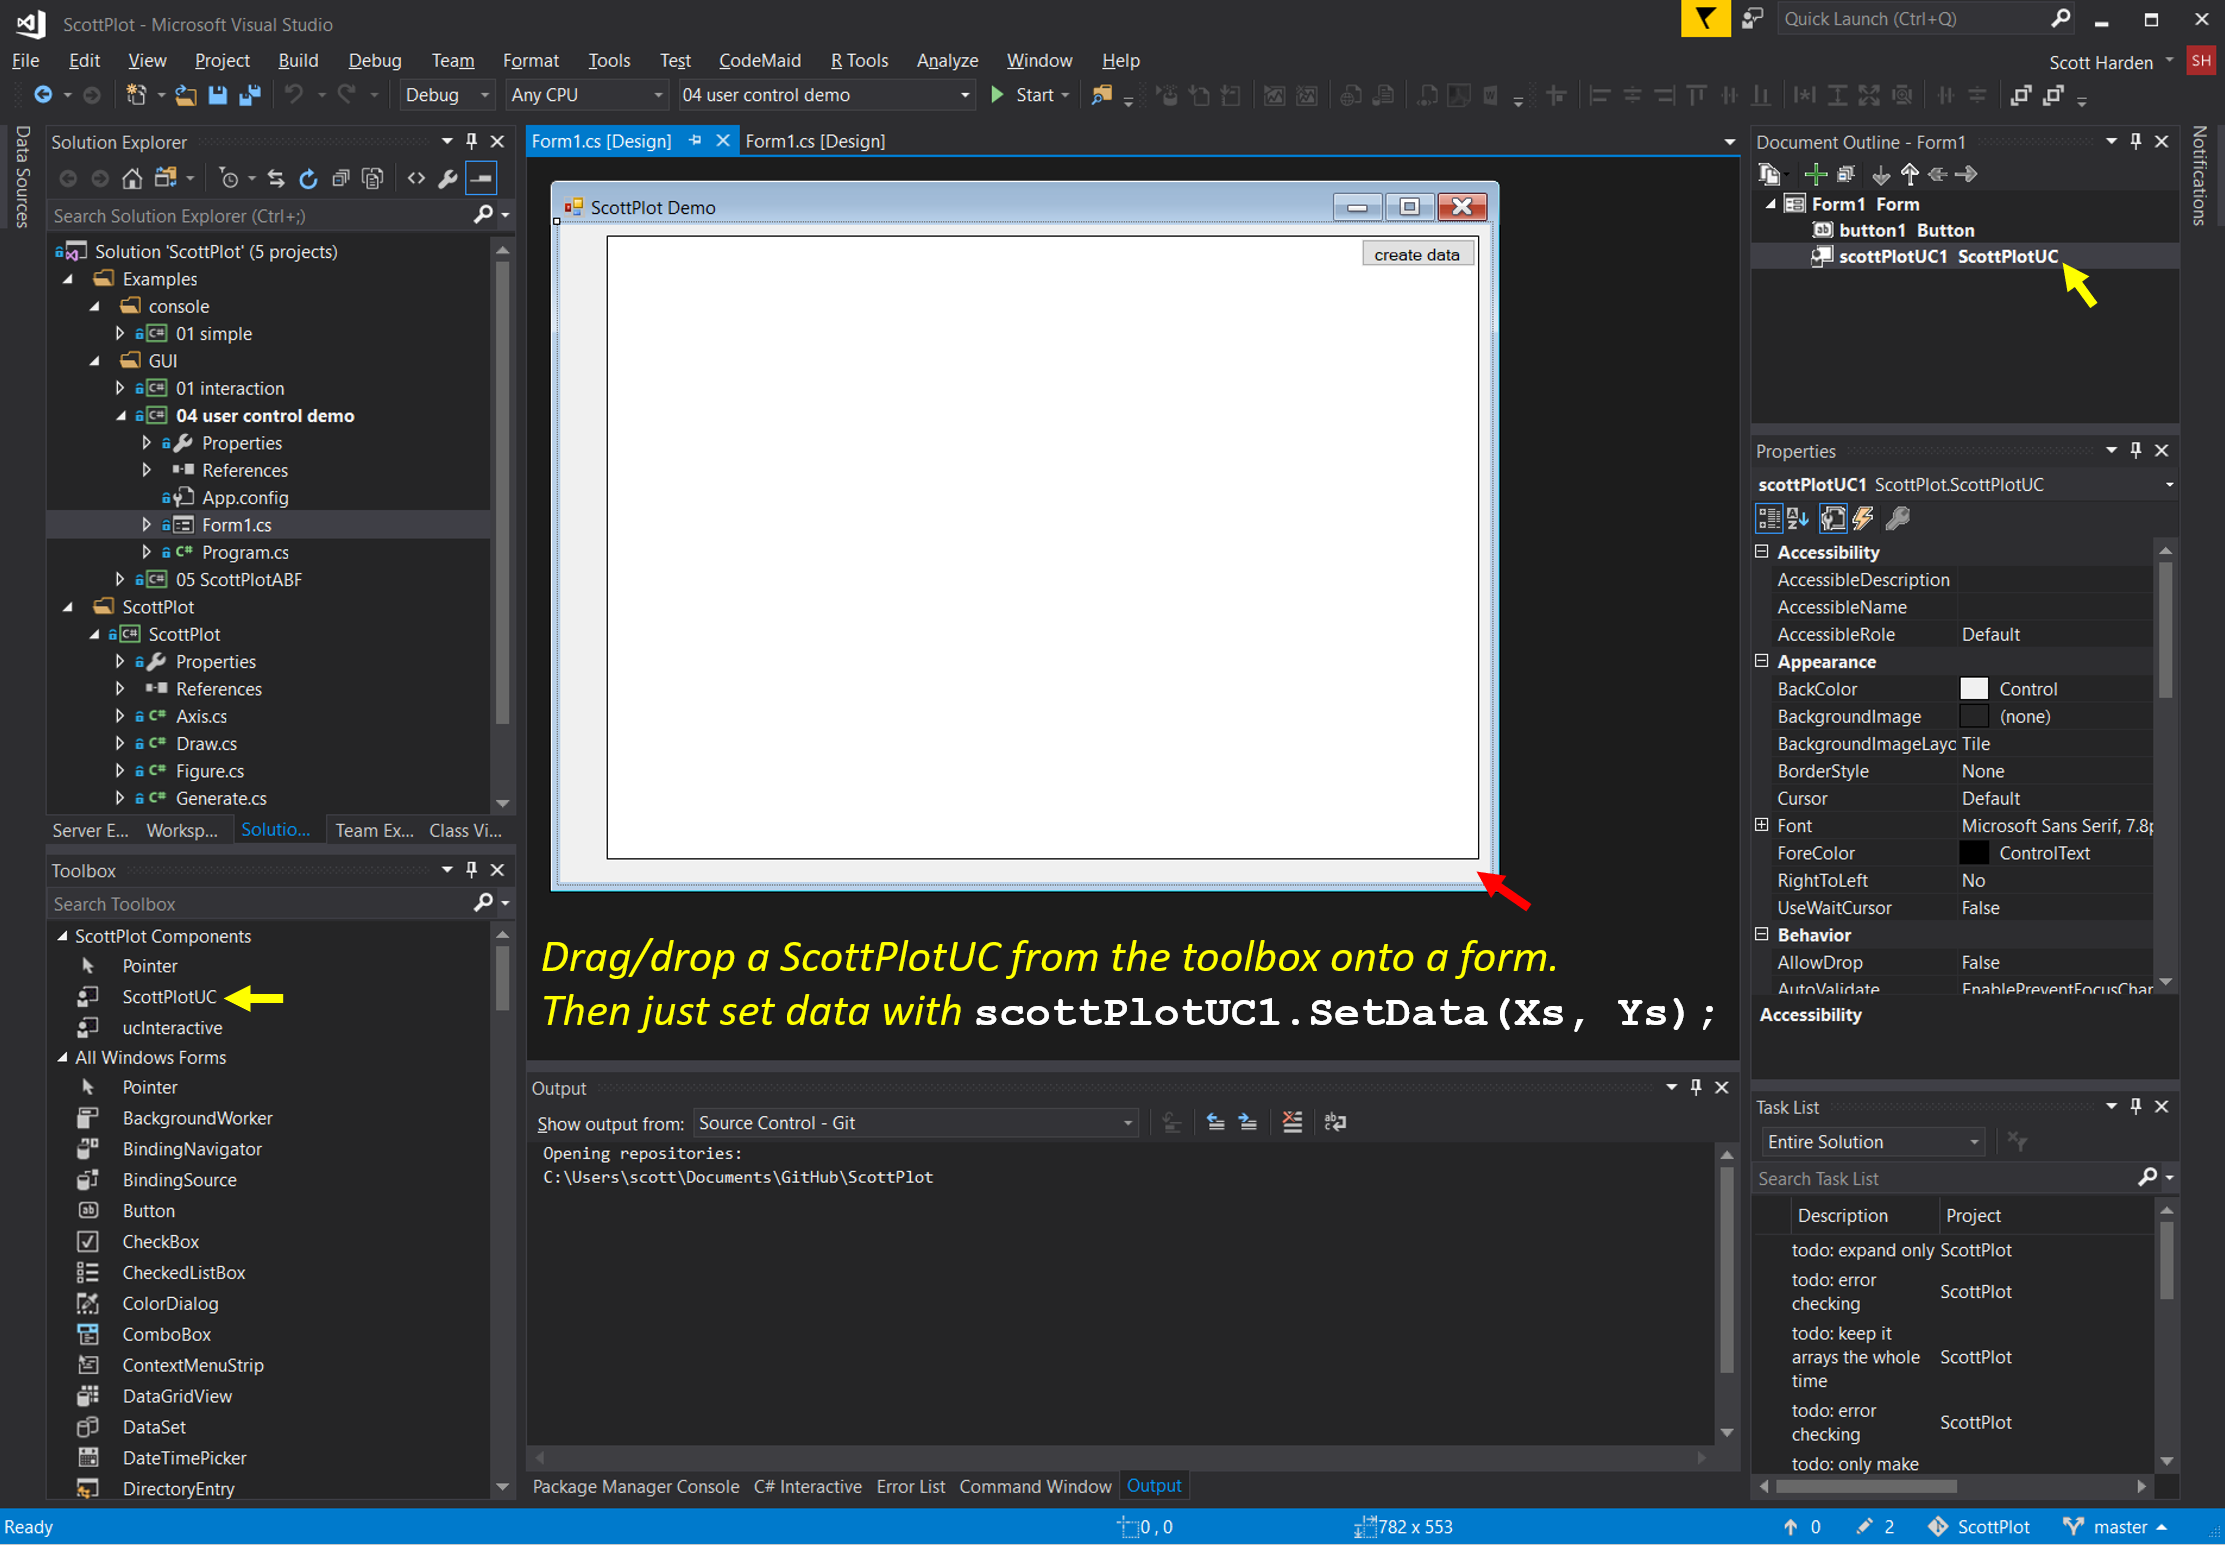 ScottPlot - Microsoft Visual Studio
Quick Launch (Ctrl+Q)
File Edit View Project Build Debug Team Format Tools Test CodeMaid R Tools Analyze Window Help
Scott Harden SH
Debug Any CPU 04 user control demo Start
Data Sources
Solution Explorer
Search Solution Explorer (Ctrl+;)
Solution 'ScottPlot' (5 projects)
Examples
console
C# 01 simple
GUI
C# 01 interaction
C# 04 user control demo
Properties
References
App.config
Form1.cs
C# Program.cs
C# 05 ScottPlotABF
ScottPlot
C# ScottPlot
Properties
References
C# Axis.cs
C# Draw.cs
C# Figure.cs
C# Generate.cs
Server E... Worksp... Solutio... Team Ex... Class Vi...
Toolbox
Search Toolbox
ScottPlot Components
Pointer
ScottPlotUC
ucInteractive
All Windows Forms
Pointer
BackgroundWorker
BindingNavigator
BindingSource
Button
CheckBox
CheckedListBox
ColorDialog
ComboBox
ContextMenuStrip
DataGridView
DataSet
DateTimePicker
DirectoryEntry
Form1.cs [Design] Form1.cs [Design]
ScottPlot Demo
create data
Drag/drop a ScottPlotUC from the toolbox onto a form.
Then just set data with scottPlotUC1.SetData(Xs, Ys);
Output
Show output from: Source Control - Git
Opening repositories:
C:\Users\scott\Documents\GitHub\ScottPlot
Package Manager Console C# Interactive Error List Command Window Output
Document Outline - Form1
Form1 Form
button1 Button
scottPlotUC1 ScottPlotUC
Notifications
Properties
scottPlotUC1 ScottPlot.ScottPlotUC
Accessibility
AccessibleDescription
AccessibleName
AccessibleRole Default
Appearance
BackColor Control
BackgroundImage (none)
BackgroundImageLayo Tile
BorderStyle None
Cursor Default
Font Microsoft Sans Serif, 7.8p
ForeColor ControlText
RightToLeft No
UseWaitCursor False
Behavior
AllowDrop False
AutoValidate EnablePreventFocusChar
Accessibility
Task List
Entire Solution
Search Task List
Description Project
todo: expand only ScottPlot
todo: error
checking ScottPlot
todo: keep it
arrays the whole ScottPlot
time
todo: error
checking ScottPlot
todo: only make
Ready 0 , 0 782 x 553 0 2 ScottPlot master